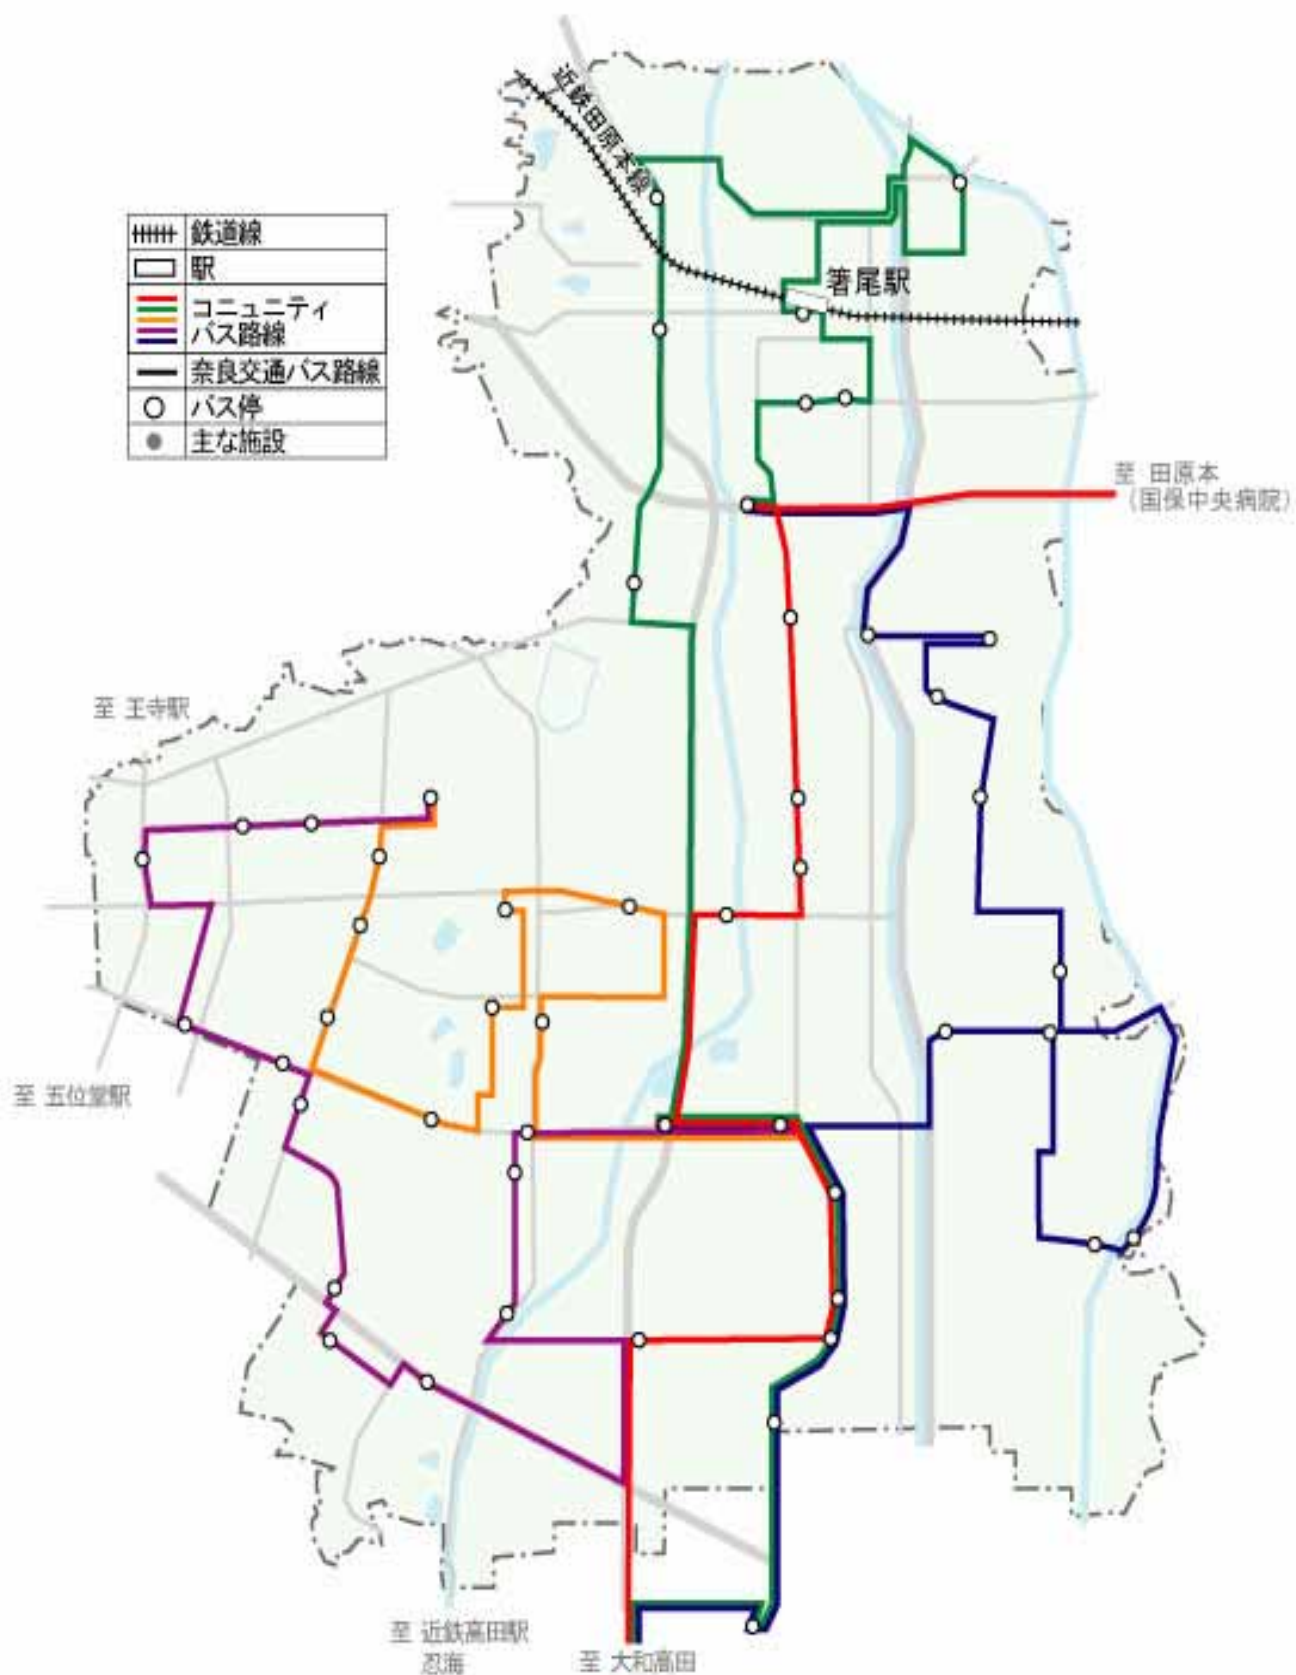 近鉄田原本線
鉄道線
駅
コニュニティ
バス路線
奈良交通バス路線
バス停
主な施設
箸尾駅
至 田原本
（国保中央病院）
至 王寺駅
至 五位堂駅
至 近鉄高田駅
忍海
至 大和高田